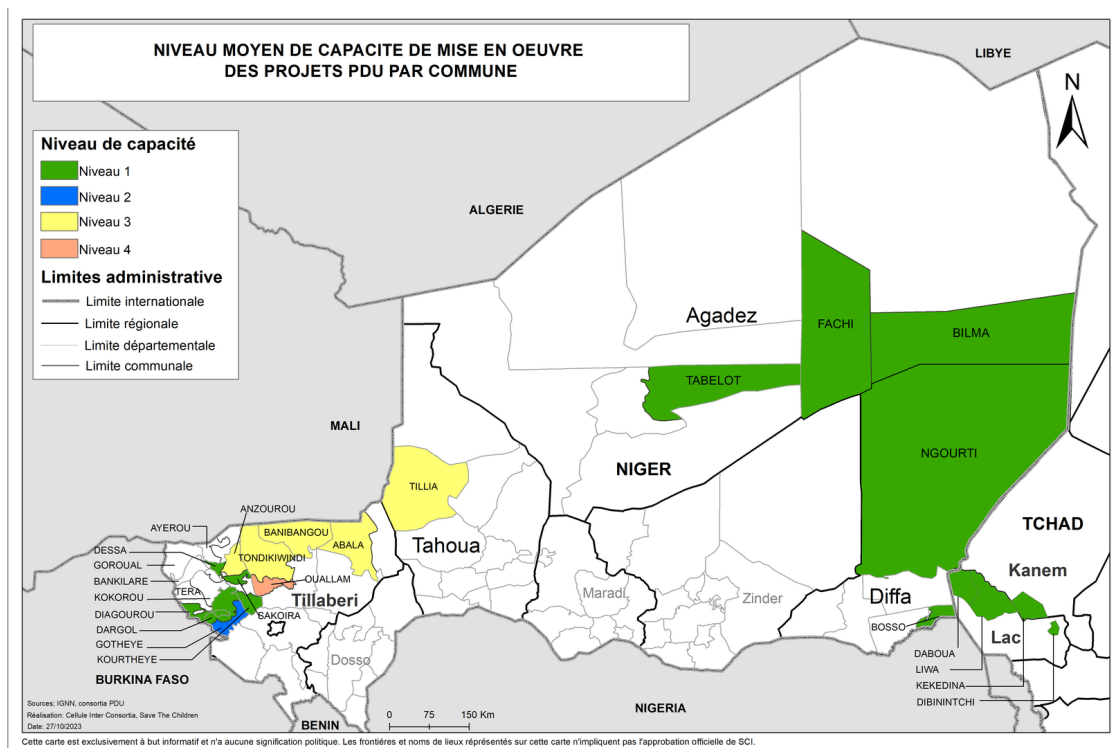 NIVEAU MOYEN DE CAPACITE DE MISE EN OEUVRE
DES PROJETS PDU PAR COMMUNE
LIBYE
N
Niveau de capacité
Niveau 1
Niveau 2
Niveau 3
Niveau 4
Limites administrative
Limite internationale
Limite régionale
Limite départementale
Limite communale
ALGERIE
Agadez
FACHI
BILMA
TABELOT
MALI
NIGER
NGOURTI
TILLIA
ANZOUROU
AYEROU
BANIBANGOU
TCHAD
DESSA
ABALA
Tahoua
GOROUAL
TONDIKIWINDI
Kanem
BANKILARE
OUALLAM
TERA
KOKOROU
Tillaberi
Maradi
Zinder
Diffa
DIAGOUROU
SAKOIRA
BOSSO
DARGOL
Lac
GOTHEYE
DABOUA
KOURTHEYE
Dosso
LIWA
BURKINA FASO
KEKEDINA
DIBININTCHI
NIGERIA
BENIN
Sources; IGNN, consortia PDU
Réalisation: Cellule Inter Consortia, Save The Children
Date: 27/10/2023
0 75 150 Km
Cette carte est exclusivement à but informatif et n'a aucune signification politique. Les frontières et noms de lieux réprésentés sur cette carte n'impliquent pas l'approbation officielle de SCI.